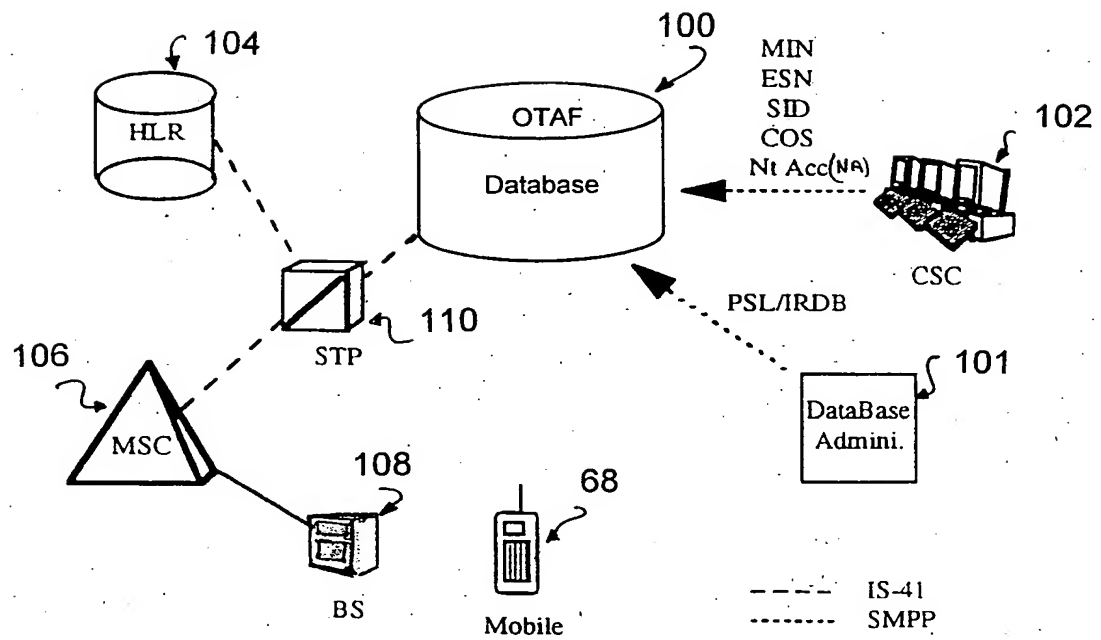 104
100
MIN
ESN
SID
COS
Nt Acc(NA)
102
HLR
OTAF
Database
CSC
PSL/IRDB
110
STP
106
101
DataBase
Admini.
MSC
108
68
BS
Mobile
IS-41
SMPP